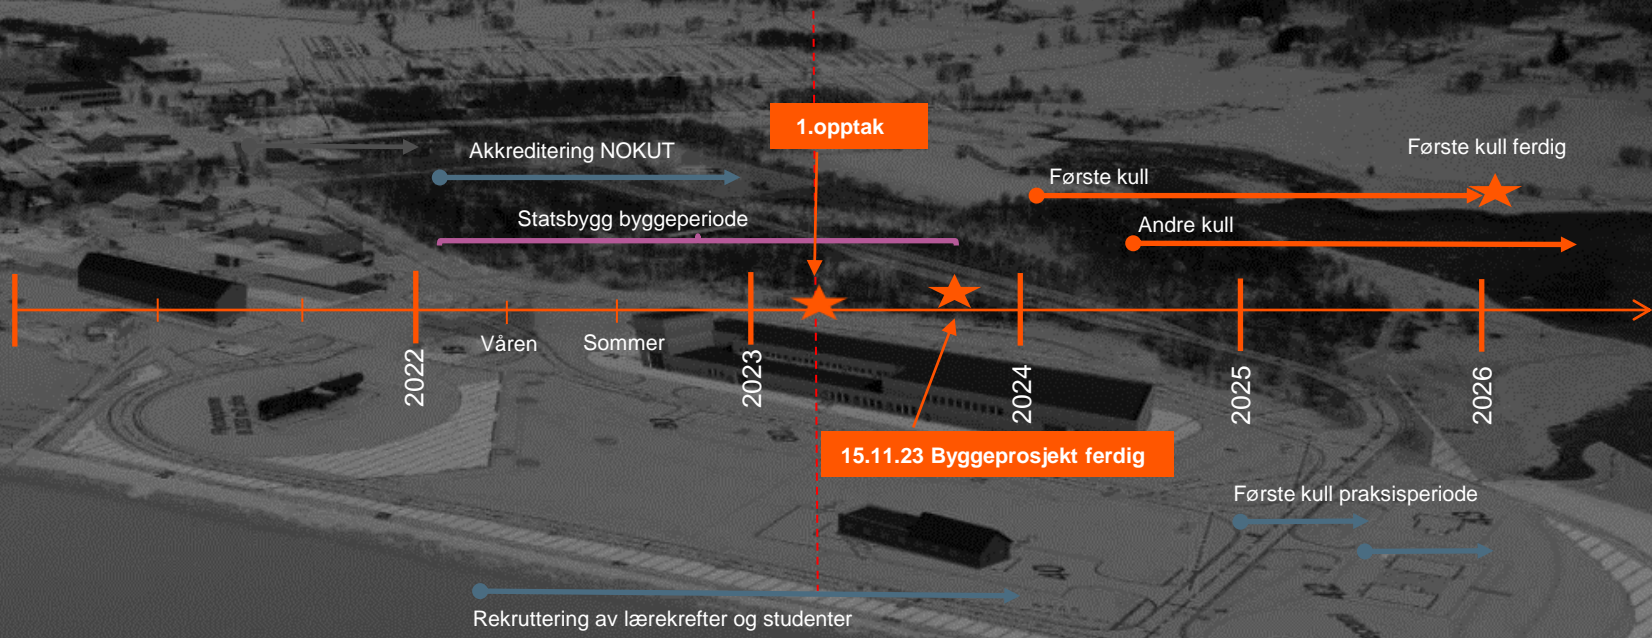 1.opptak
Akkreditering NOKUT
Første kull ferdig
Første kull
Statsbygg byggeperiode
Andre kull
Våren
Sommer
2022
2023
2024
2025
2026
15.11.23 Byggeprosjekt ferdig
Første kull praksisperiode
Rekruttering av lærekrefter og studenter